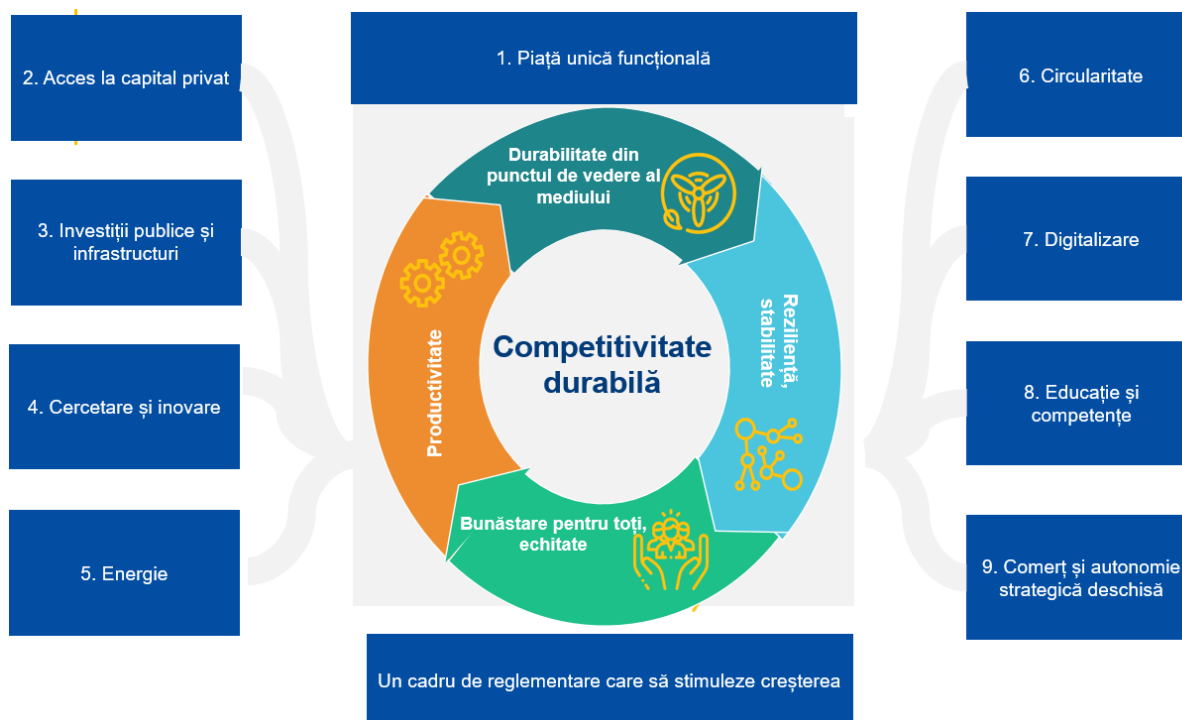 1. Piață unică funcțională
2. Acces la capital privat
3. Investiții publice și
infrastructuri
4. Cercetare și inovare
5. Energie
Durabilitate din
punctul de vedere al
mediului
Reziliență,
stabilitate
Bunăstare pentru toți,
echitate
Productivitate
Competitivitate
durabilă
6. Circularitate
7. Digitalizare
8. Educație și
competențe
9. Comerț și autonomie
strategică deschisă
Un cadru de reglementare care să stimuleze creșterea